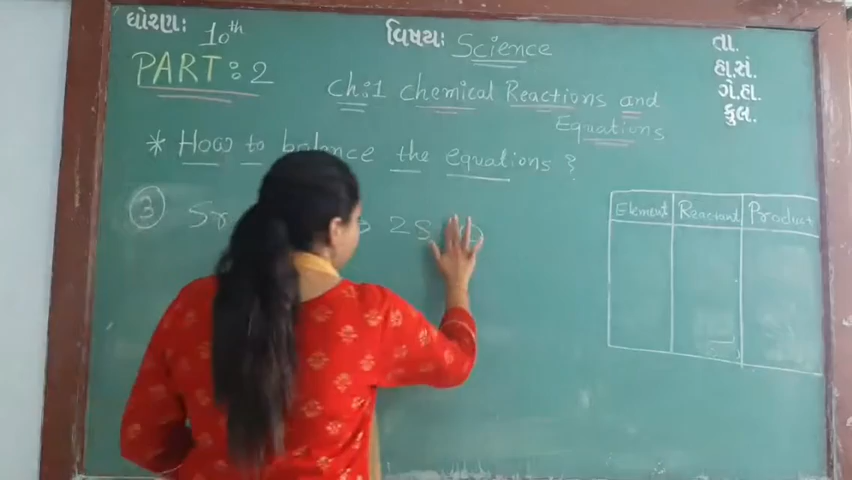 ધોરણ: 10th
વિષય: Science
તા.
હા.સં.
ગે.હા
કુલ.
PART: 2
Ch:1 Chemical Reactions and
Equations
* How to balance the equations ?
③ Sr
2S
Element Reactant Product